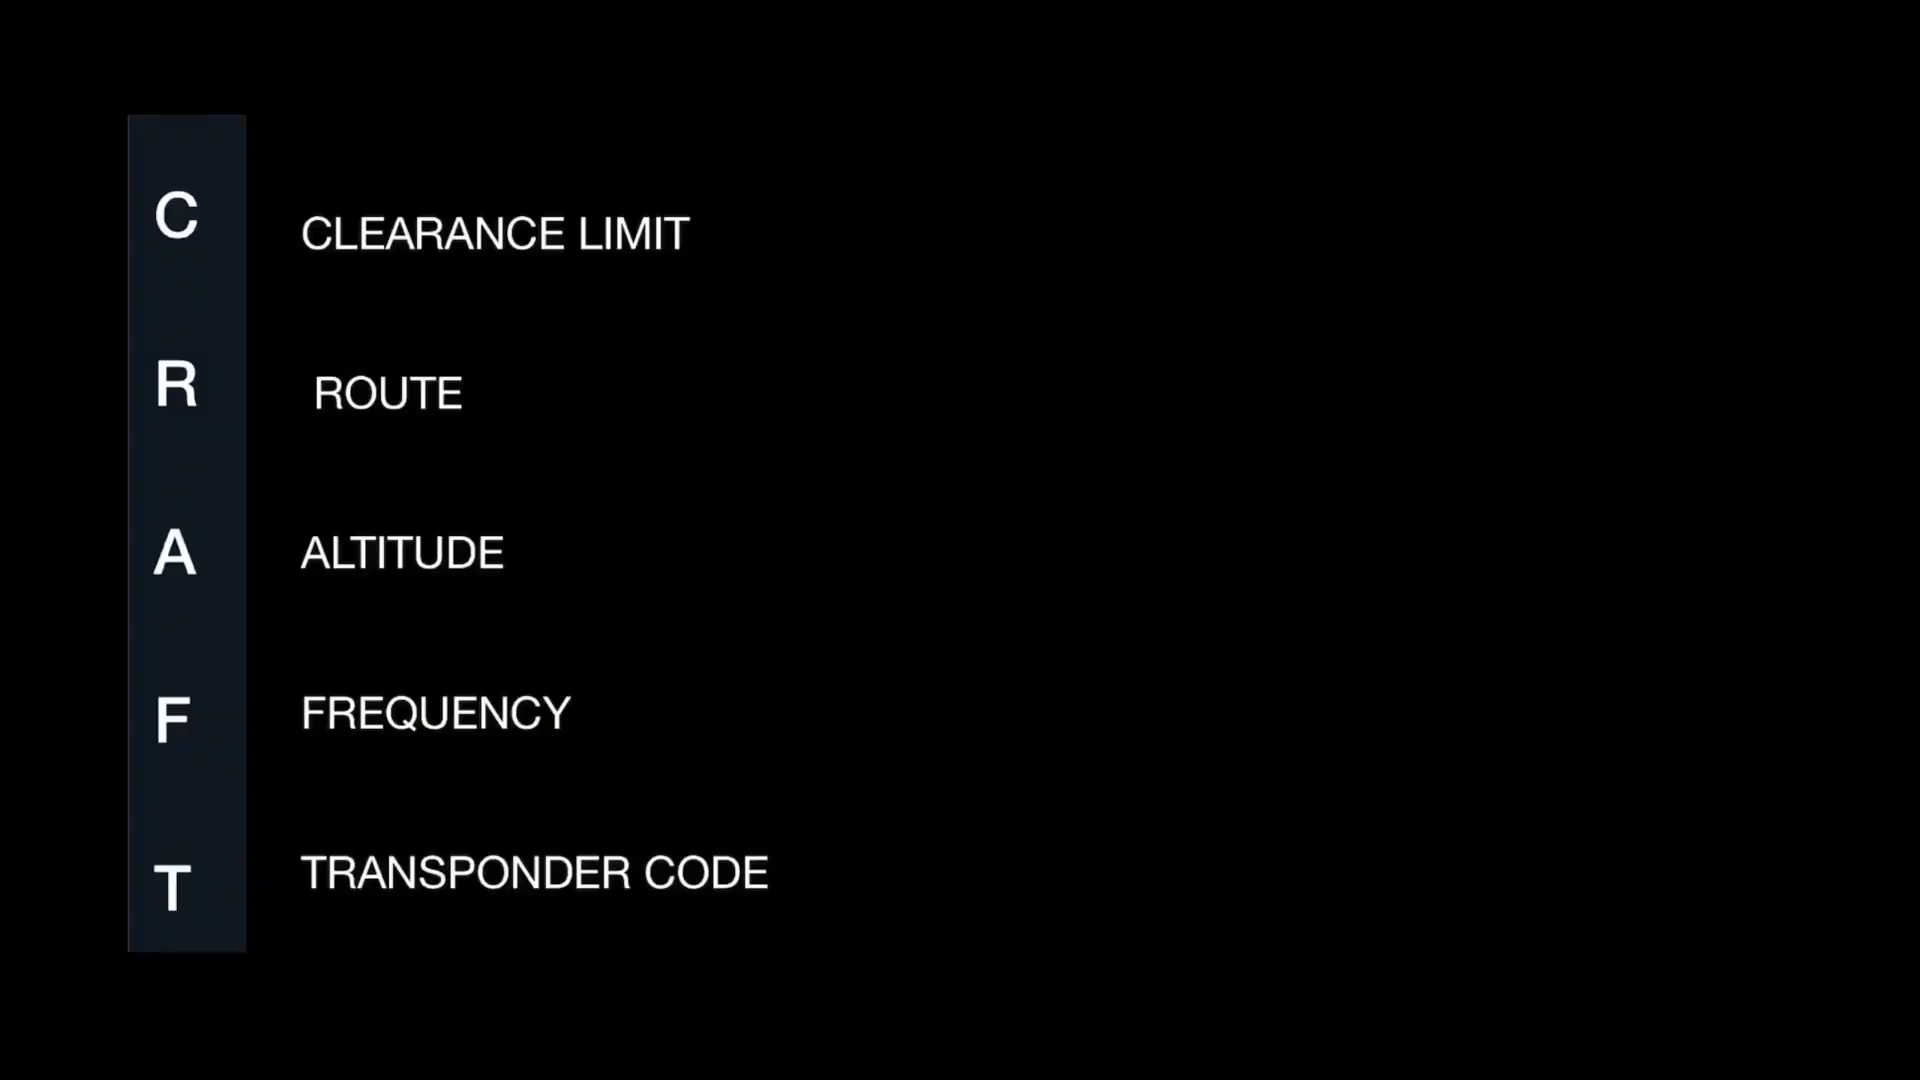 C CLEARANCE LIMIT
R ROUTE
A ALTITUDE
F FREQUENCY
T TRANSPONDER CODE